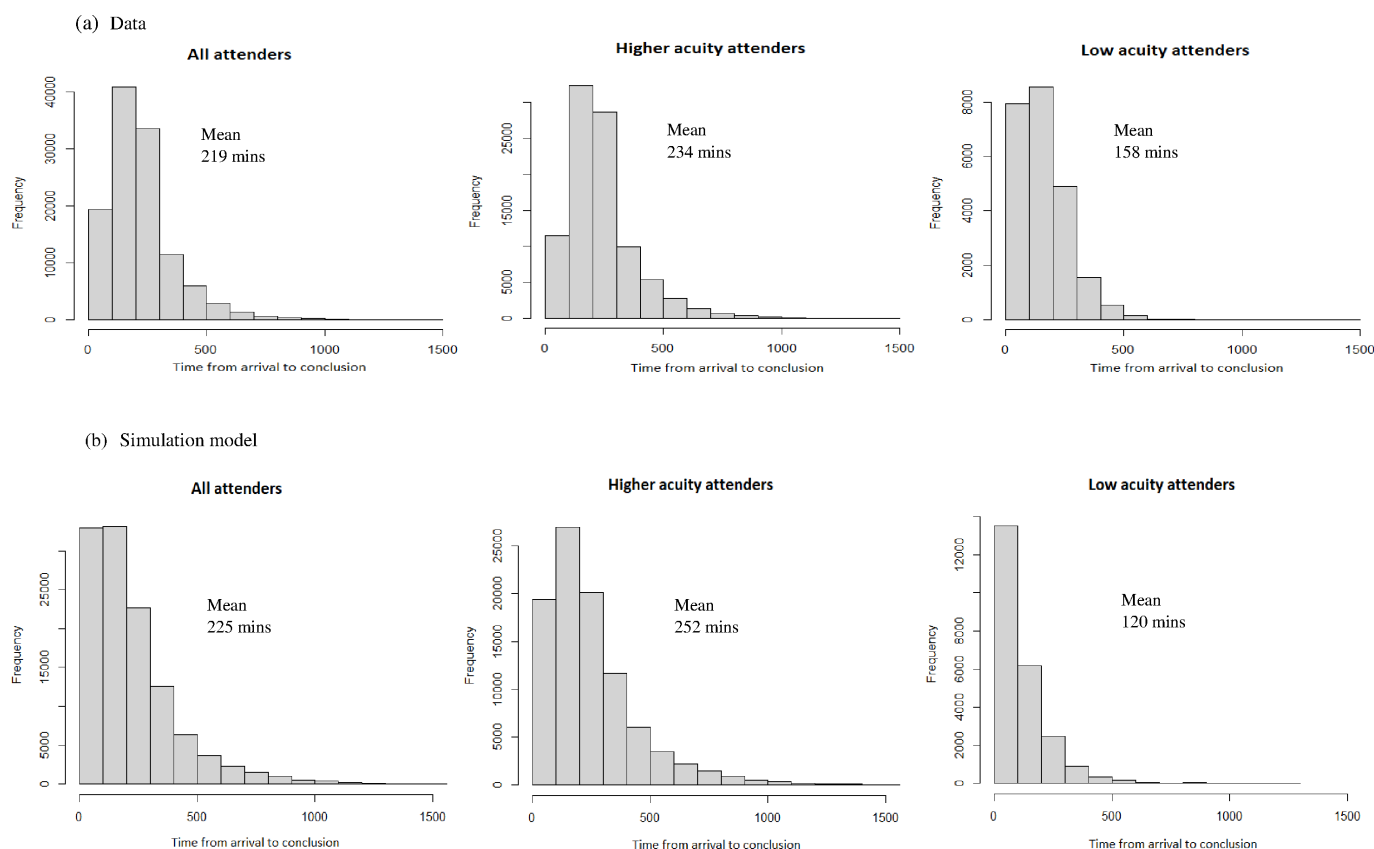 (a) Data
All attenders
Frequency
0
10000
20000
30000
40000
Mean
219 mins
0 500 1000 1500
Time from arrival to conclusion
Higher acuity attenders
Frequency
0
5000
15000
25000
Mean
234 mins
0 500 1000 1500
Time from arrival to conclusion
Low acuity attenders
Frequency
0
2000
4000
6000
8000
Mean
158 mins
0 500 1000 1500
Time from arrival to conclusion
(b) Simulation model
All attenders
Frequency
0
5000
15000
25000
Mean
225 mins
0 500 1000 1500
Time from arrival to conclusion
Higher acuity attenders
Frequency
0
5000
10000
15000
20000
25000
Mean
252 mins
0 500 1000 1500
Time from arrival to conclusion
Low acuity attenders
Frequency
0
2000
4000
6000
8000
12000
Mean
120 mins
0 500 1000 1500
Time from arrival to conclusion